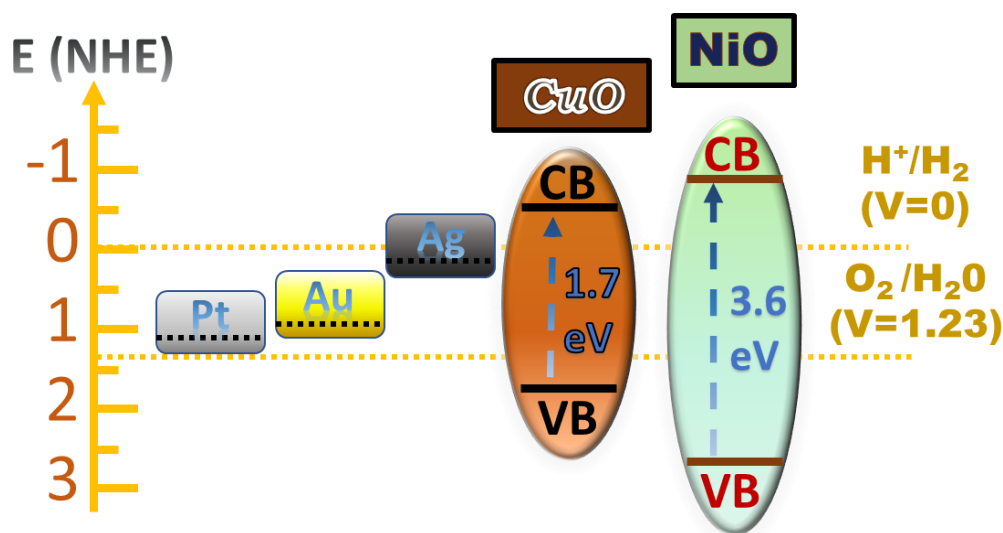 E (NHE)
-1
0
1
2
3
Pt
Au
Ag
CuO
CB
1.7
eV
VB
NiO
CB
3.6
eV
VB
H⁺/H₂
(V=0)
O₂/H₂0
(V=1.23)